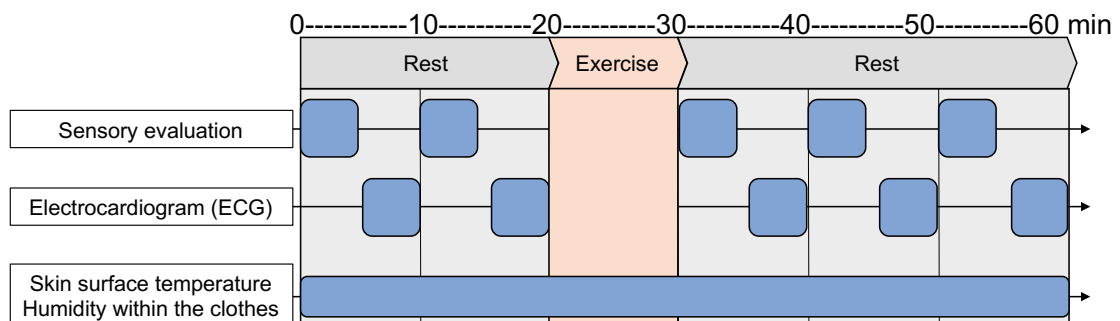 0------------10---------20---------30---------40---------50---------60 min
Rest
Exercise
Rest
Sensory evaluation
Electrocardiogram (ECG)
Skin surface temperature
Humidity within the clothes